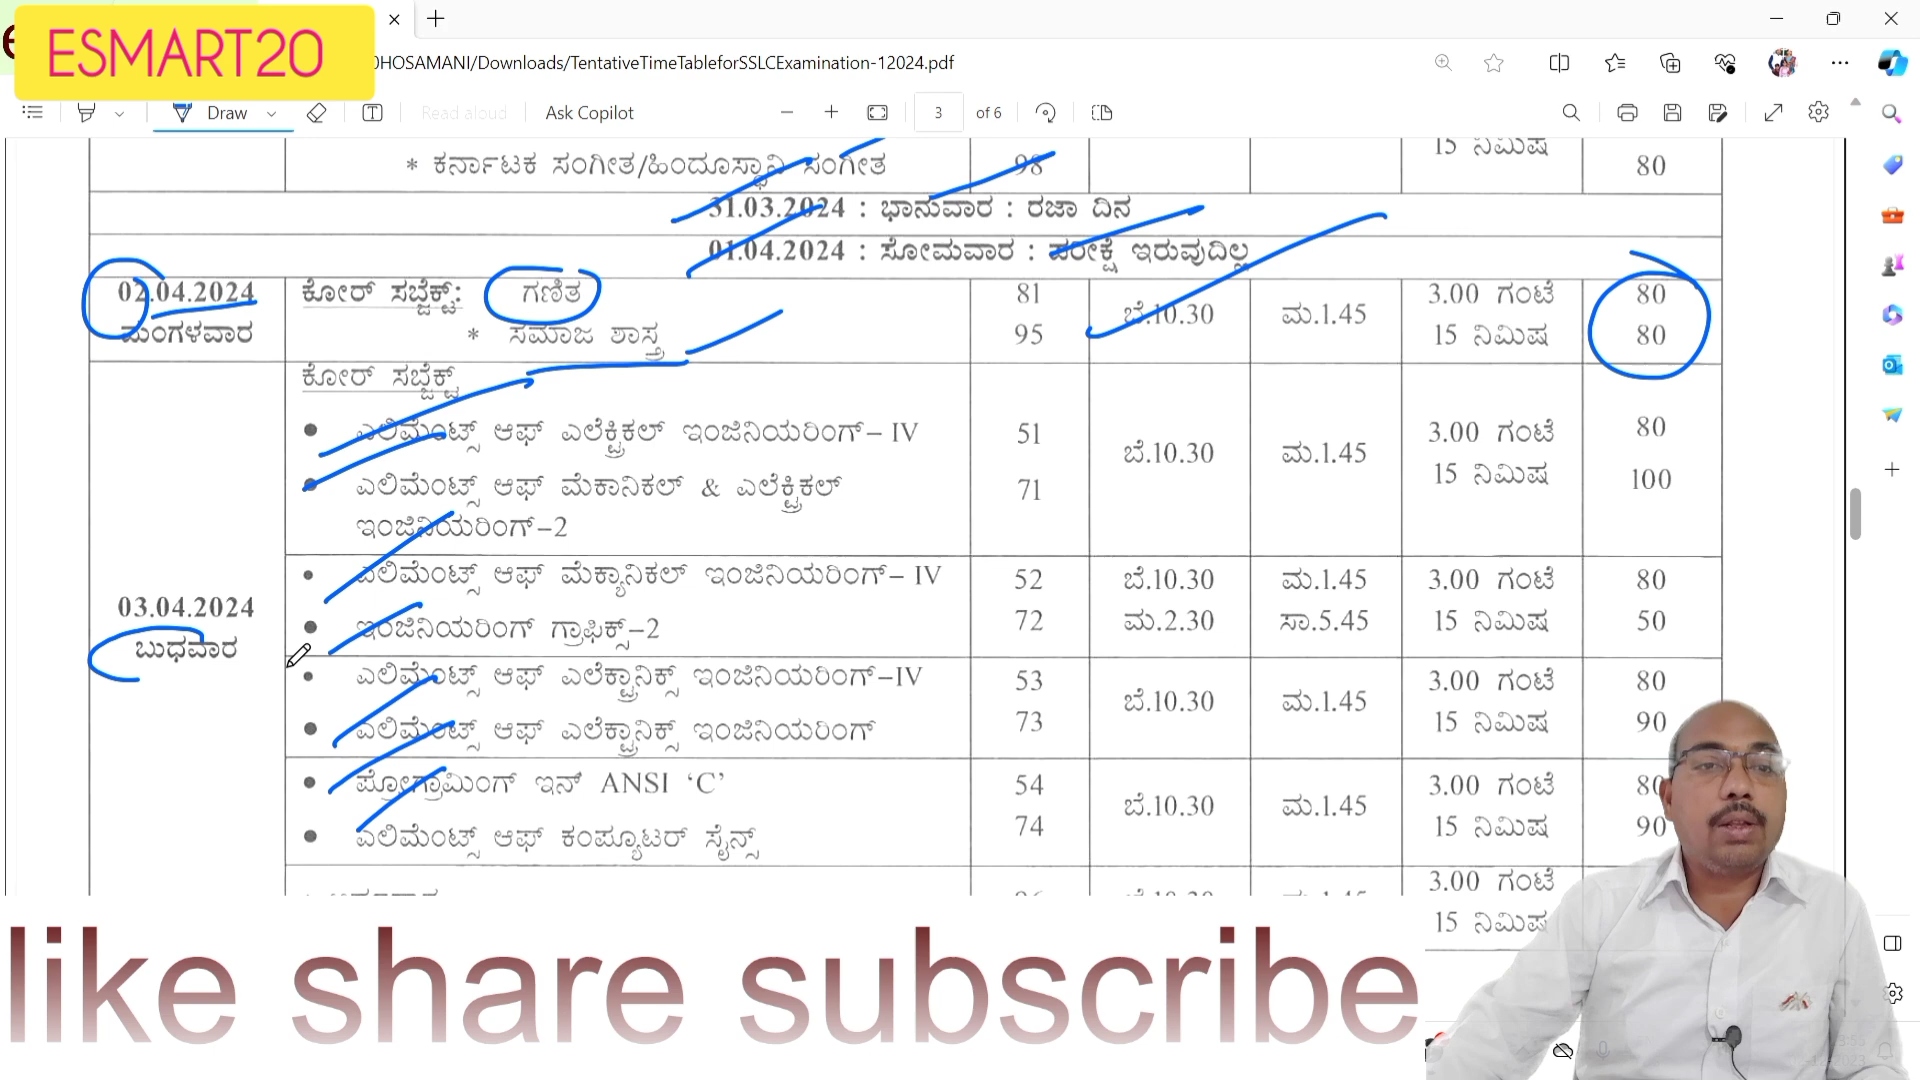 ESMART20
0HOSAMANI/Downloads/TentativeTimeTableforSSLCExamination-12024.pdf
Draw
Read aloud
Ask Copilot
3
of 6
15 ನಿಮಿಷ
* ಕರ್ನಾಟಕ ಸಂಗೀತ/ಹಿಂದೂಸ್ಥಾನಿ ಸಂಗೀತ 98 80
31.03.2024 : ಭಾನುವಾರ : ರಜಾ ದಿನ
01.04.2024 : ಸೋಮವಾರ : ಪರೀಕ್ಷೆ ಇರುವುದಿಲ್ಲ
02.04.2024 ಕೋರ್ ಸಬ್ಜೆಕ್ಟ್: ಗಣಿತ 81 ಬೆ.10.30 ಮ.1.45 3.00 ಗಂಟೆ 80
ಮಂಗಳವಾರ * ಸಮಾಜ ಶಾಸ್ತ್ರ 95 15 ನಿಮಿಷ 80
ಕೋರ್ ಸಬ್ಜೆಕ್ಟ್
ಎಲಿಮೆಂಟ್ಸ್ ಆಫ್ ಎಲೆಕ್ಟ್ರಿಕಲ್ ಇಂಜಿನಿಯರಿಂಗ್– IV 51 ಬೆ.10.30 ಮ.1.45 3.00 ಗಂಟೆ 80
ಎಲಿಮೆಂಟ್ಸ್ ಆಫ್ ಮೆಕಾನಿಕಲ್ & ಎಲೆಕ್ಟ್ರಿಕಲ್ 71 15 ನಿಮಿಷ 100
ಇಂಜಿನಿಯರಿಂಗ್–2
03.04.2024
ಬುಧವಾರ
ಎಲಿಮೆಂಟ್ಸ್ ಆಫ್ ಮೆಕ್ಯಾನಿಕಲ್ ಇಂಜಿನಿಯರಿಂಗ್– IV 52 ಬೆ.10.30 ಮ.1.45 3.00 ಗಂಟೆ 80
ಇಂಜಿನಿಯರಿಂಗ್ ಗ್ರಾಫಿಕ್ಸ್–2 72 ಮ.2.30 ಸಾ.5.45 15 ನಿಮಿಷ 50
ಎಲಿಮೆಂಟ್ಸ್ ಆಫ್ ಎಲೆಕ್ಟ್ರಾನಿಕ್ಸ್ ಇಂಜಿನಿಯರಿಂಗ್–IV 53 ಬೆ.10.30 ಮ.1.45 3.00 ಗಂಟೆ 80
ಎಲಿಮೆಂಟ್ಸ್ ಆಫ್ ಎಲೆಕ್ಟ್ರಾನಿಕ್ಸ್ ಇಂಜಿನಿಯರಿಂಗ್ 73 15 ನಿಮಿಷ 90
ಪ್ರೋಗ್ರಾಮಿಂಗ್ ಇನ್ ANSI ‘C’ 54 ಬೆ.10.30 ಮ.1.45 3.00 ಗಂಟೆ 80
ಎಲಿಮೆಂಟ್ಸ್ ಆಫ್ ಕಂಪ್ಯೂಟರ್ ಸೈನ್ಸ್ 74 15 ನಿಮಿಷ 90
3.00 ಗಂಟೆ
15 ನಿಮಿಷ
like share subscribe